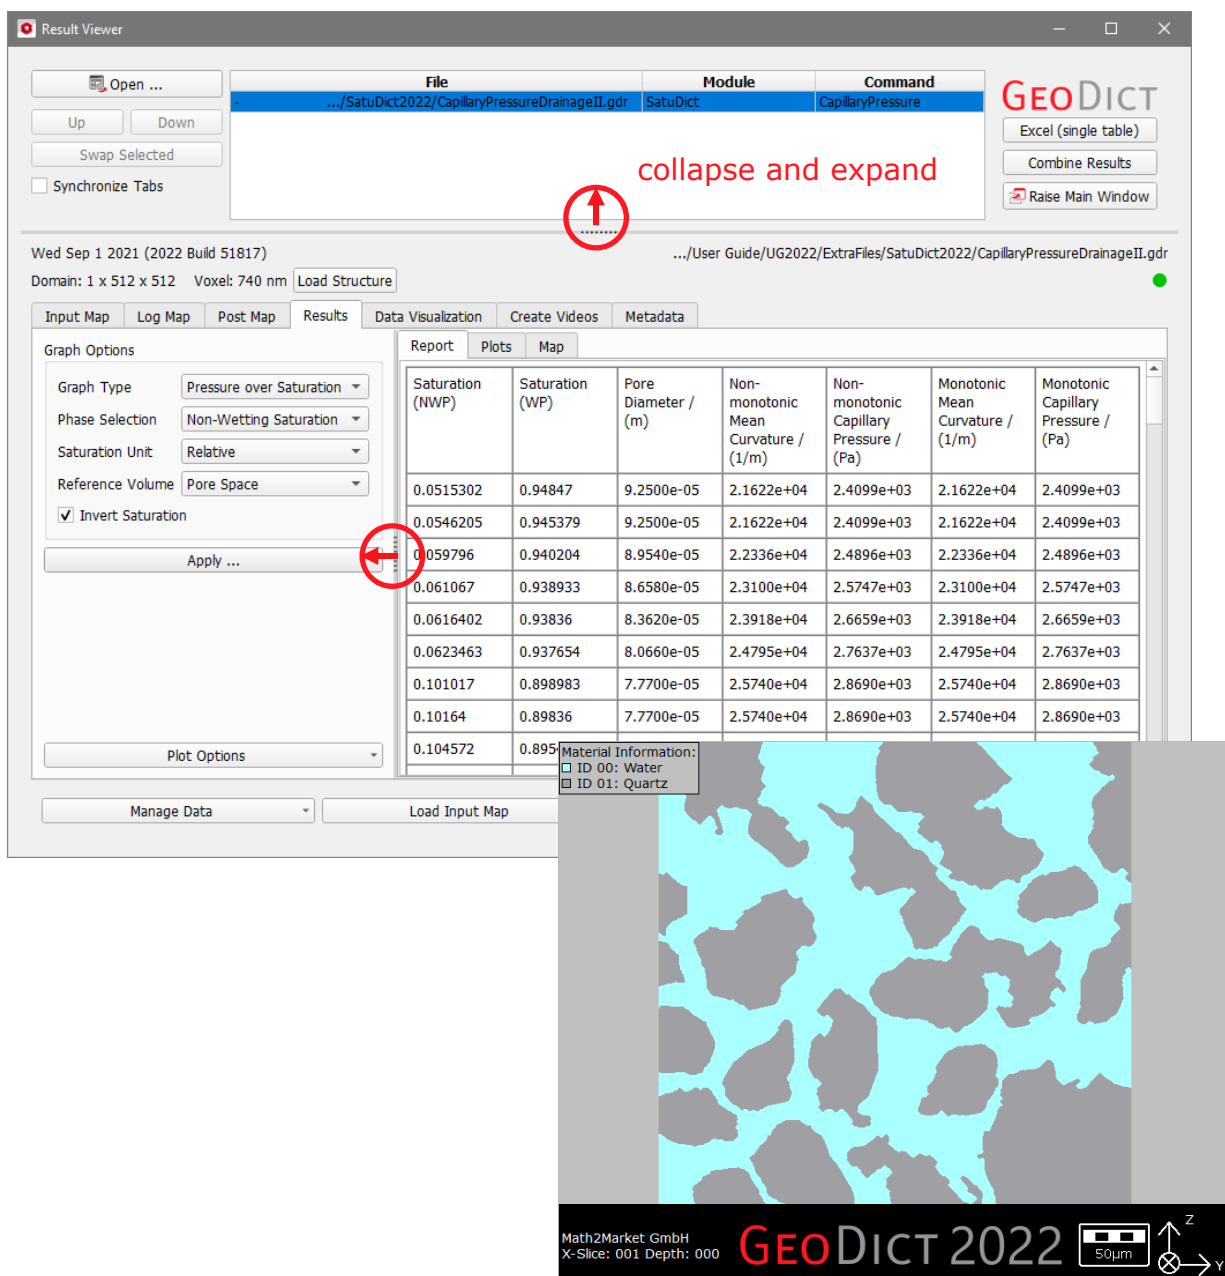 Result Viewer
Open ...
Up Down
Swap Selected
Synchronize Tabs
File Module Command
- .../SatuDict2022/CapillaryPressureDrainageII.gdr SatuDict CapillaryPressure
GEODICT
Excel (single table)
Combine Results
Raise Main Window
collapse and expand
Wed Sep 1 2021 (2022 Build 51817) .../User Guide/UG2022/ExtraFiles/SatuDict2022/CapillaryPressureDrainageII.gdr
Domain: 1 x 512 x 512 Voxel: 740 nm Load Structure
Input Map Log Map Post Map Results Data Visualization Create Videos Metadata
Graph Options
Graph Type Pressure over Saturation
Phase Selection Non-Wetting Saturation
Saturation Unit Relative
Reference Volume Pore Space
Invert Saturation
Apply ...
Plot Options
Report Plots Map
Saturation Saturation Pore Non- Non- Monotonic Monotonic
(NWP) (WP) Diameter / monotonic monotonic Mean Capillary
(m) Mean Capillary Curvature / Pressure /
Curvature / Pressure / (1/m) (Pa)
(1/m) (Pa)
0.0515302 0.94847 9.2500e-05 2.1622e+04 2.4099e+03 2.1622e+04 2.4099e+03
0.0546205 0.945379 9.2500e-05 2.1622e+04 2.4099e+03 2.1622e+04 2.4099e+03
0.059796 0.940204 8.9540e-05 2.2336e+04 2.4896e+03 2.2336e+04 2.4896e+03
0.061067 0.938933 8.6580e-05 2.3100e+04 2.5747e+03 2.3100e+04 2.5747e+03
0.0616402 0.93836 8.3620e-05 2.3918e+04 2.6659e+03 2.3918e+04 2.6659e+03
0.0623463 0.937654 8.0660e-05 2.4795e+04 2.7637e+03 2.4795e+04 2.7637e+03
0.101017 0.898983 7.7700e-05 2.5740e+04 2.8690e+03 2.5740e+04 2.8690e+03
0.10164 0.89836 7.7700e-05 2.5740e+04 2.8690e+03 2.5740e+04 2.8690e+03
0.104572
Manage Data Load Input Map
Material Information:
ID 00: Water
ID 01: Quartz
Math2Market GmbH
X-Slice: 001 Depth: 000
GEODICT 2022
50µm
Z
Y